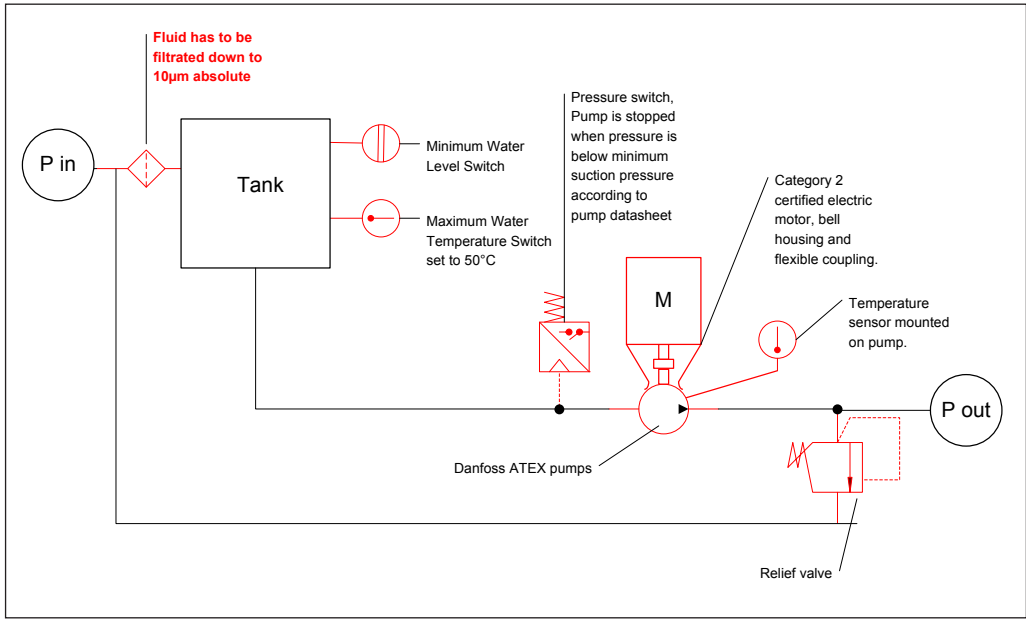 Fluid has to be
filtrated down to
10µm absolute
P in
Tank
Minimum Water
Level Switch
Maximum Water
Temperature Switch
set to 50°C
Pressure switch,
Pump is stopped
when pressure is
below minimum
suction pressure
according to
pump datasheet
Category 2
certified electric
motor, bell
housing and
flexible coupling.
M
Temperature
sensor mounted
on pump.
P out
Danfoss ATEX pumps
Relief valve